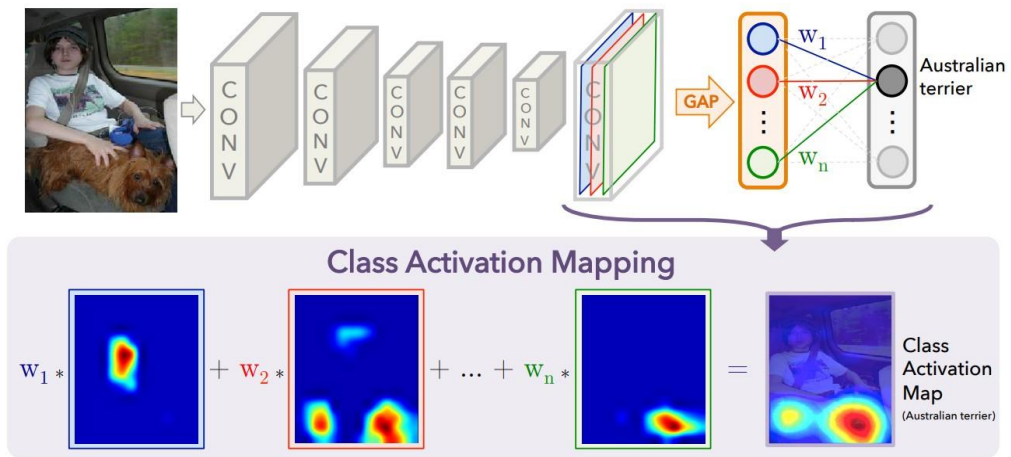 CONV
CONV
CONV
CONV
CONV
CONV
GAP
w₁
w₂
⋮
wₙ
⋮
Australian
terrier
Class Activation Mapping
w₁ * + w₂ * + ... + wₙ * =
Class
Activation
Map
(Australian terrier)